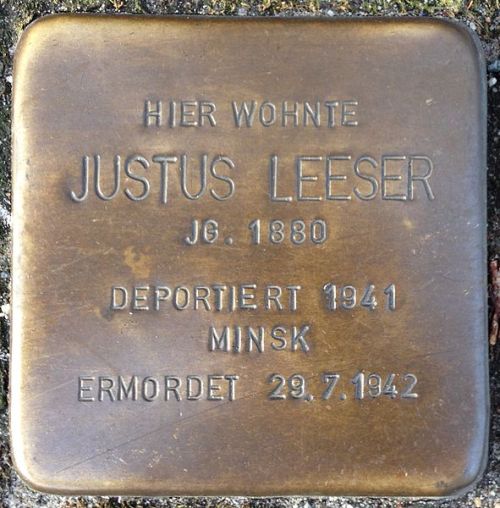 HIER WOHNTE
JUSTUS LEESER
JG. 1880
DEPORTIERT 1941
MINSK
ERMORDET 29.7.1942